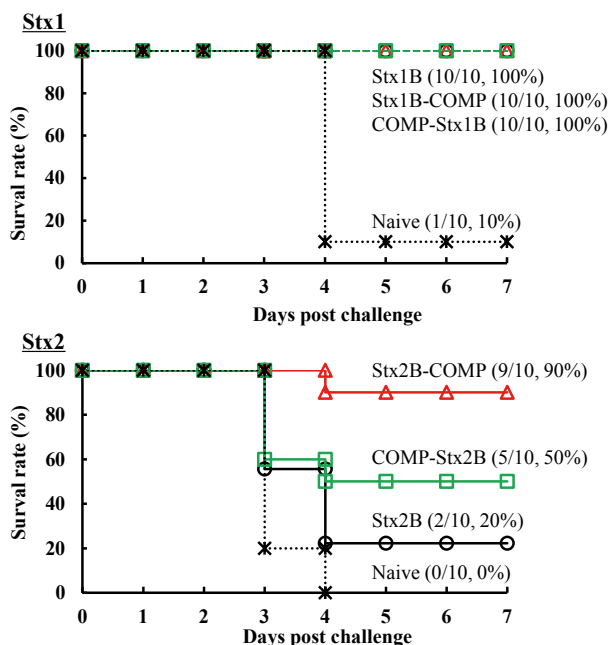 Stx1
100
80
60
40
20
0
Surval rate (%)
Stx1B (10/10, 100%)
Stx1B-COMP (10/10, 100%)
COMP-Stx1B (10/10, 100%)
Naive (1/10, 10%)
0 1 2 3 4 5 6 7
Days post challenge
Stx2
100
80
60
40
20
0
Surval rate (%)
Stx2B-COMP (9/10, 90%)
COMP-Stx2B (5/10, 50%)
Stx2B (2/10, 20%)
Naive (0/10, 0%)
0 1 2 3 4 5 6 7
Days post challenge